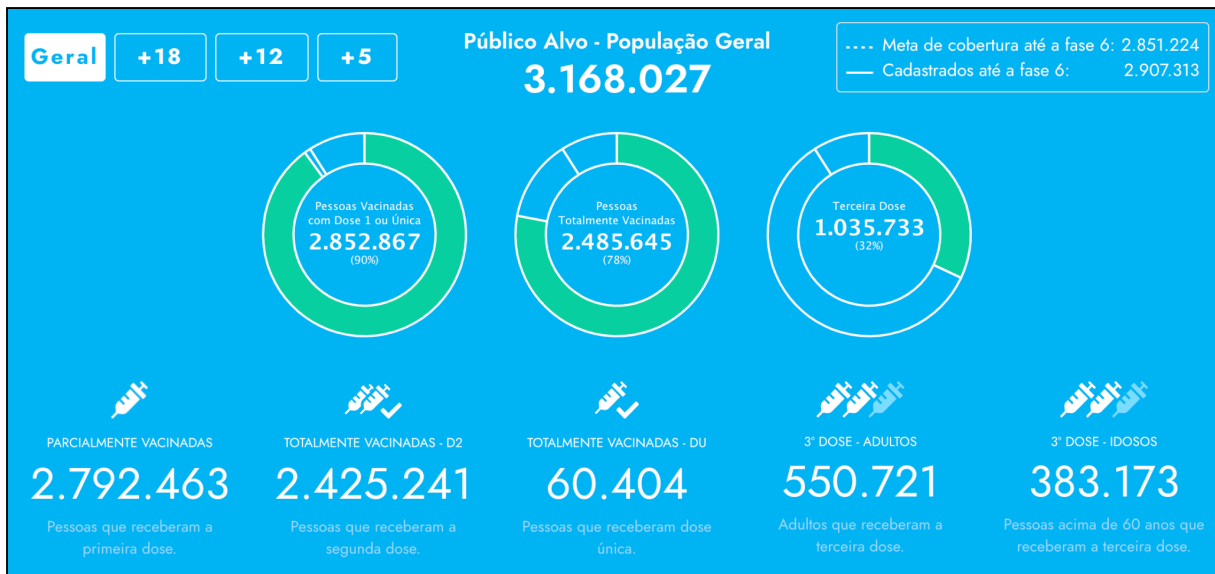 Geral
+18
+12
+5
Público Alvo - População Geral
3.168.027
.... Meta de cobertura até a fase 6: 2.851.224
— Cadastrados até a fase 6: 2.907.313
Pessoas Vacinadas
com Dose 1 ou Única
2.852.867
(90%)
Pessoas
Totalmente Vacinadas
2.485.645
(78%)
Terceira Dose
1.035.733
(32%)
PARCIALMENTE VACINADAS
2.792.463
Pessoas que receberam a
primeira dose.
TOTALMENTE VACINADAS - D2
2.425.241
Pessoas que receberam a
segunda dose.
TOTALMENTE VACINADAS - DU
60.404
Pessoas que receberam dose
única.
3° DOSE - ADULTOS
550.721
Adultos que receberam a
terceira dose.
3° DOSE - IDOSOS
383.173
Pessoas acima de 60 anos que
receberam a terceira dose.